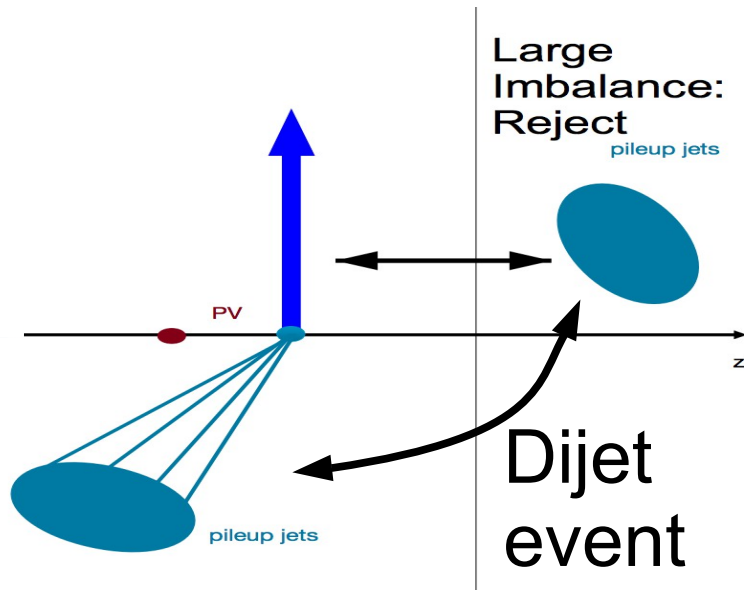 Large
Imbalance:
Reject
pileup jets
PV
z
Dijet
event
pileup jets